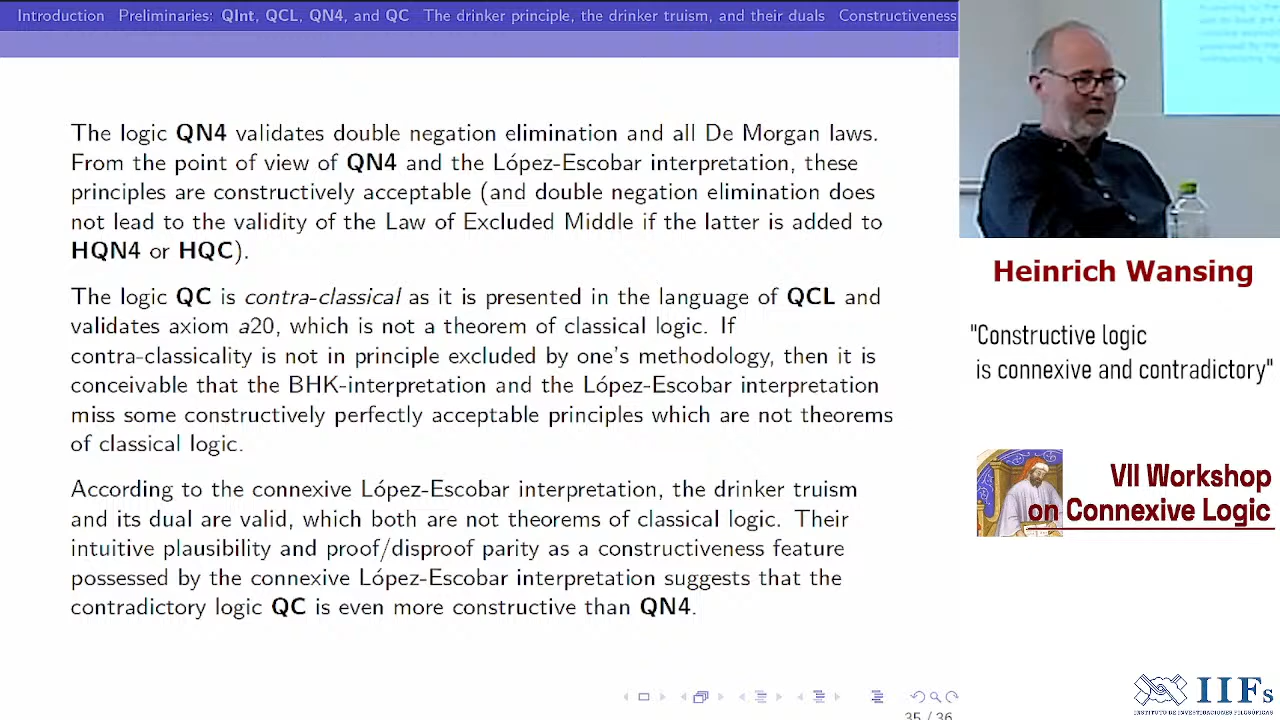 Introduction Preliminaries: QInt, QCL, QN4, and QC The drinker principle, the drinker truism, and their duals Constructiveness
The logic QN4 validates double negation elimination and all De Morgan laws.
From the point of view of QN4 and the López-Escobar interpretation, these
principles are constructively acceptable (and double negation elimination does
not lead to the validity of the Law of Excluded Middle if the latter is added to
HQN4 or HQC).
The logic QC is contra-classical as it is presented in the language of QCL and
validates axiom a20, which is not a theorem of classical logic. If
contra-classicality is not in principle excluded by one's methodology, then it is
conceivable that the BHK-interpretation and the López-Escobar interpretation
miss some constructively perfectly acceptable principles which are not theorems
of classical logic.
According to the connexive López-Escobar interpretation, the drinker truism
and its dual are valid, which both are not theorems of classical logic. Their
intuitive plausibility and proof/disproof parity as a constructiveness feature
possessed by the connexive López-Escobar interpretation suggests that the
contradictory logic QC is even more constructive than QN4.
35 / 36
Heinrich Wansing
"Constructive logic
is connexive and contradictory"
VII Workshop
on Connexive Logic
IIFs
INSTITUTO DE INVESTIGACIONES FILOSÓFICAS